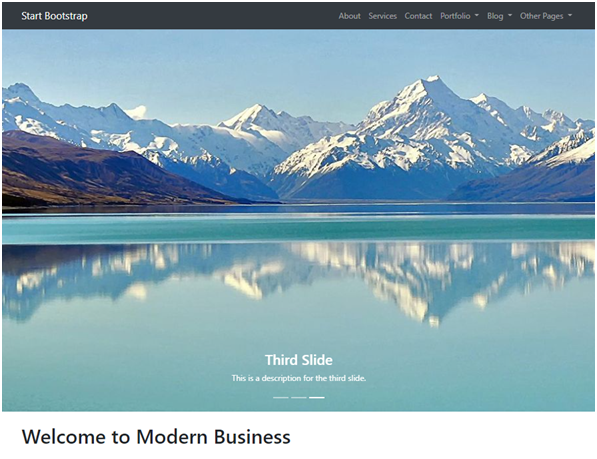 Start Bootstrap
About Services Contact Portfolio Blog Other Pages
Third Slide
This is a description for the third slide.
Welcome to Modern Business